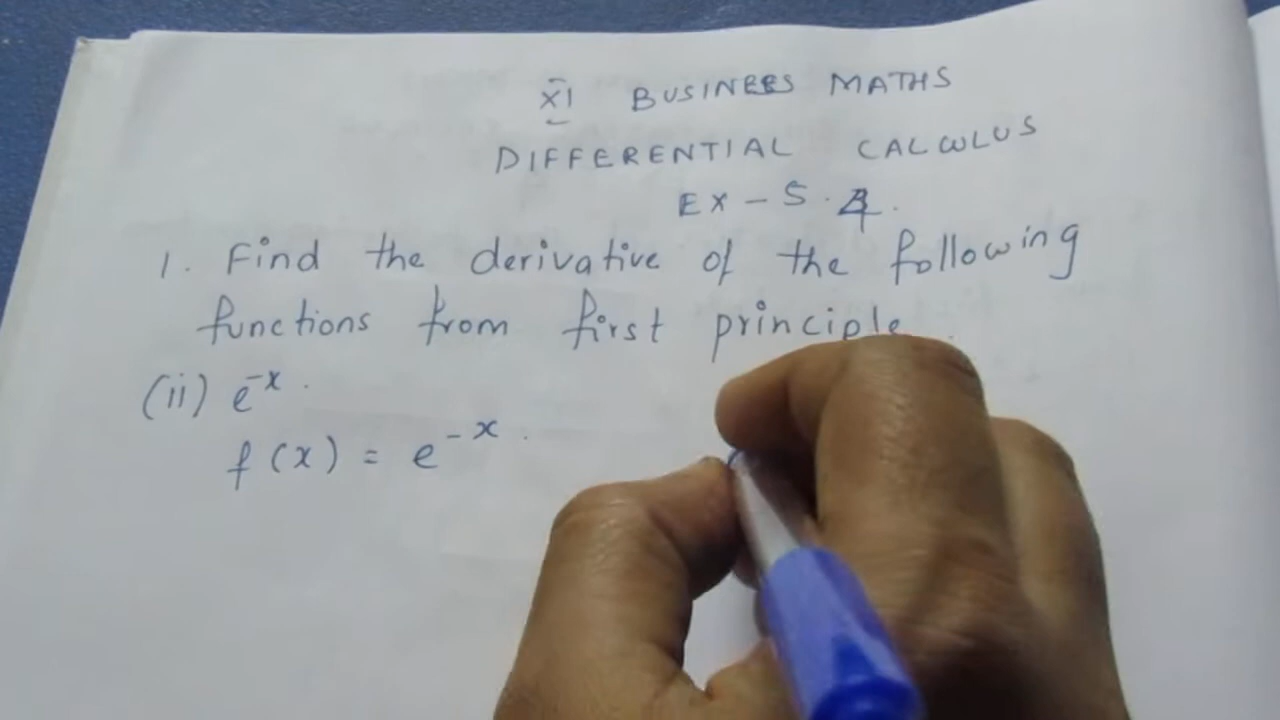 XI BUSINESS MATHS
DIFFERENTIAL CALCULUS
EX - 5.4.
1. Find the derivative of the following
functions from first principle.
(ii) e⁻ˣ.
f(x) = e⁻ˣ.